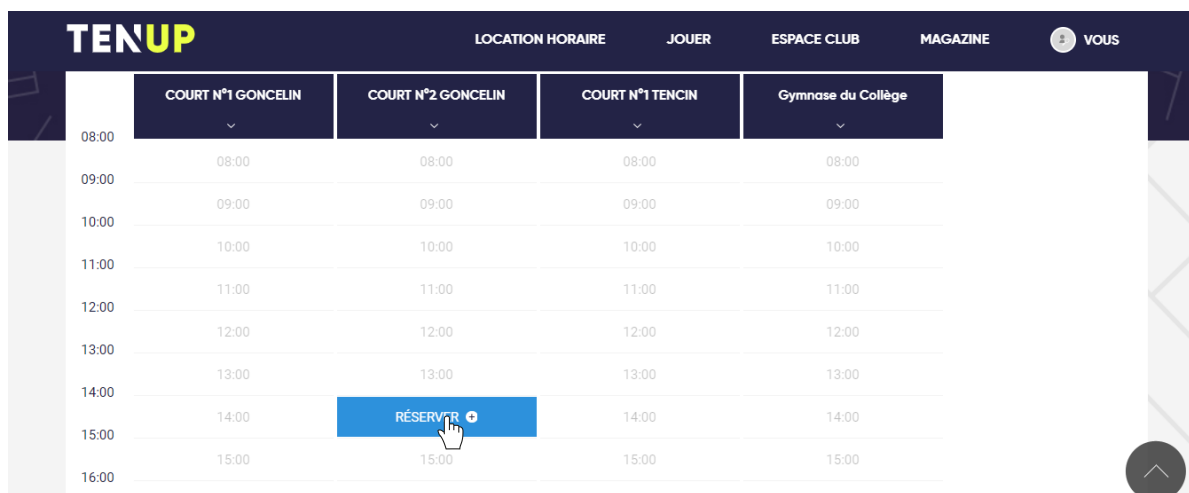 TENUP
LOCATION HORAIRE JOUER ESPACE CLUB MAGAZINE VOUS
COURT N°1 GONCELIN COURT N°2 GONCELIN COURT N°1 TENCIN Gymnase du Collège
08:00
08:00 08:00 08:00 08:00
09:00
09:00 09:00 09:00 09:00
10:00
10:00 10:00 10:00 10:00
11:00
11:00 11:00 11:00 11:00
12:00
12:00 12:00 12:00 12:00
13:00
13:00 13:00 13:00 13:00
14:00
14:00 RÉSERVER 14:00 14:00
15:00
15:00 15:00 15:00 15:00
16:00